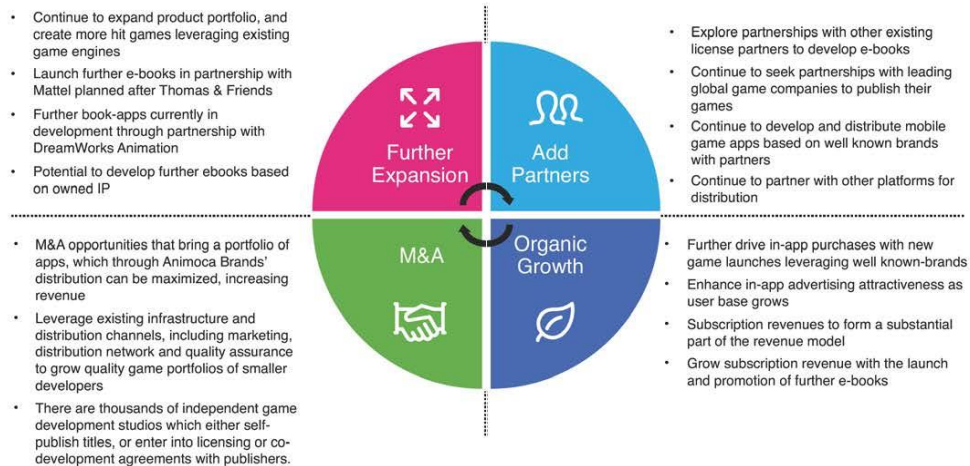 • Continue to expand product portfolio, and
create more hit games leveraging existing
game engines
• Launch further e-books in partnership with
Mattel planned after Thomas & Friends
• Further book-apps currently in
development through partnership with
DreamWorks Animation
• Potential to develop further ebooks based
on owned IP
Further
Expansion
Add
Partners
• Explore partnerships with other existing
license partners to develop e-books
• Continue to seek partnerships with leading
global game companies to publish their
games
• Continue to develop and distribute mobile
game apps based on well known brands
with partners
• Continue to partner with other platforms for
distribution
• M&A opportunities that bring a portfolio of
apps, which through Animoca Brands'
distribution can be maximized, increasing
revenue
• Leverage existing infrastructure and
distribution channels, including marketing,
distribution network and quality assurance
to grow quality game portfolios of smaller
developers
• There are thousands of independent game
development studios which either self-
publish titles, or enter into licensing or co-
development agreements with publishers.
M&A
Organic
Growth
• Further drive in-app purchases with new
game launches leveraging well known-brands
• Enhance in-app advertising attractiveness as
user base grows
• Subscription revenues to form a substantial
part of the revenue model
• Grow subscription revenue with the launch
and promotion of further e-books